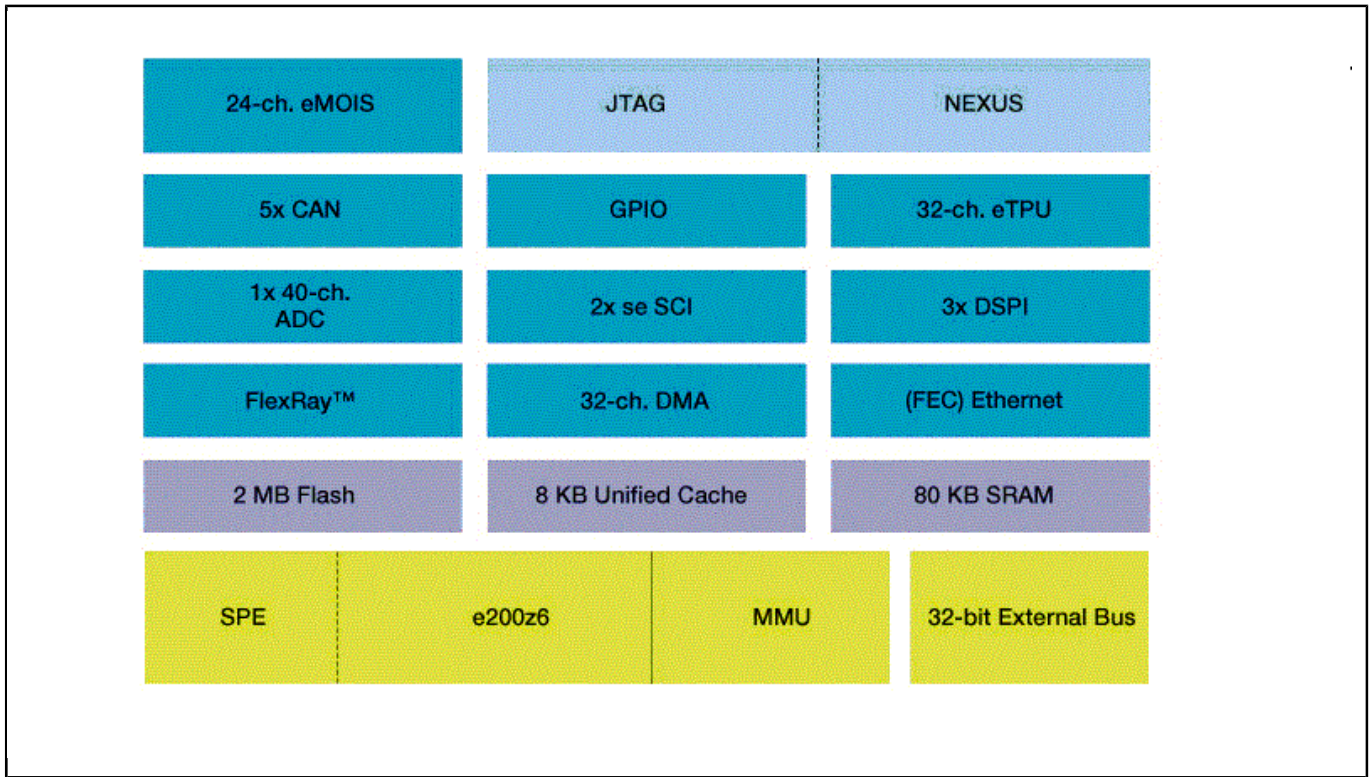 24-ch. eMOIS
JTAG
NEXUS
5x CAN
GPIO
32-ch. eTPU
1x 40-ch.
ADC
2x se SCI
3x DSPI
FlexRay™
32-ch. DMA
(FEC) Ethernet
2 MB Flash
8 KB Unified Cache
80 KB SRAM
SPE
e200z6
MMU
32-bit External Bus